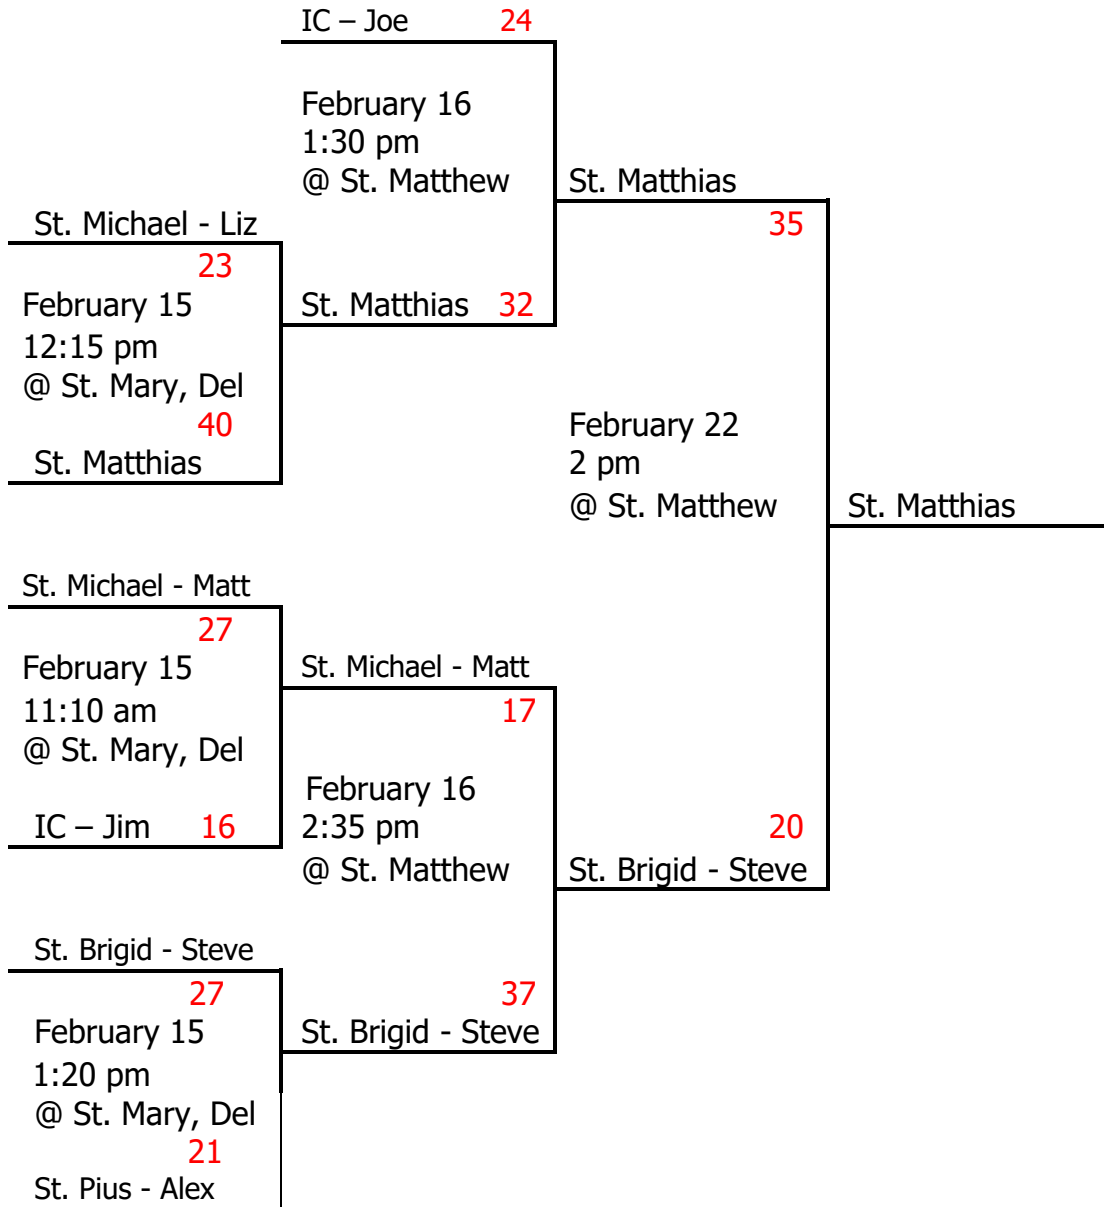 IC – Joe 24
February 16
1:30 pm
@ St. Matthew
St. Matthias
35
St. Michael - Liz
23
February 15
12:15 pm
@ St. Mary, Del
40
St. Matthias
St. Matthias 32
February 22
2 pm
@ St. Matthew
St. Matthias
St. Michael - Matt
27
February 15
11:10 am
@ St. Mary, Del
IC – Jim 16
St. Michael - Matt
17
February 16
2:35 pm
@ St. Matthew
20
St. Brigid - Steve
St. Brigid - Steve
27
February 15
1:20 pm
@ St. Mary, Del
21
St. Pius - Alex
37
St. Brigid - Steve